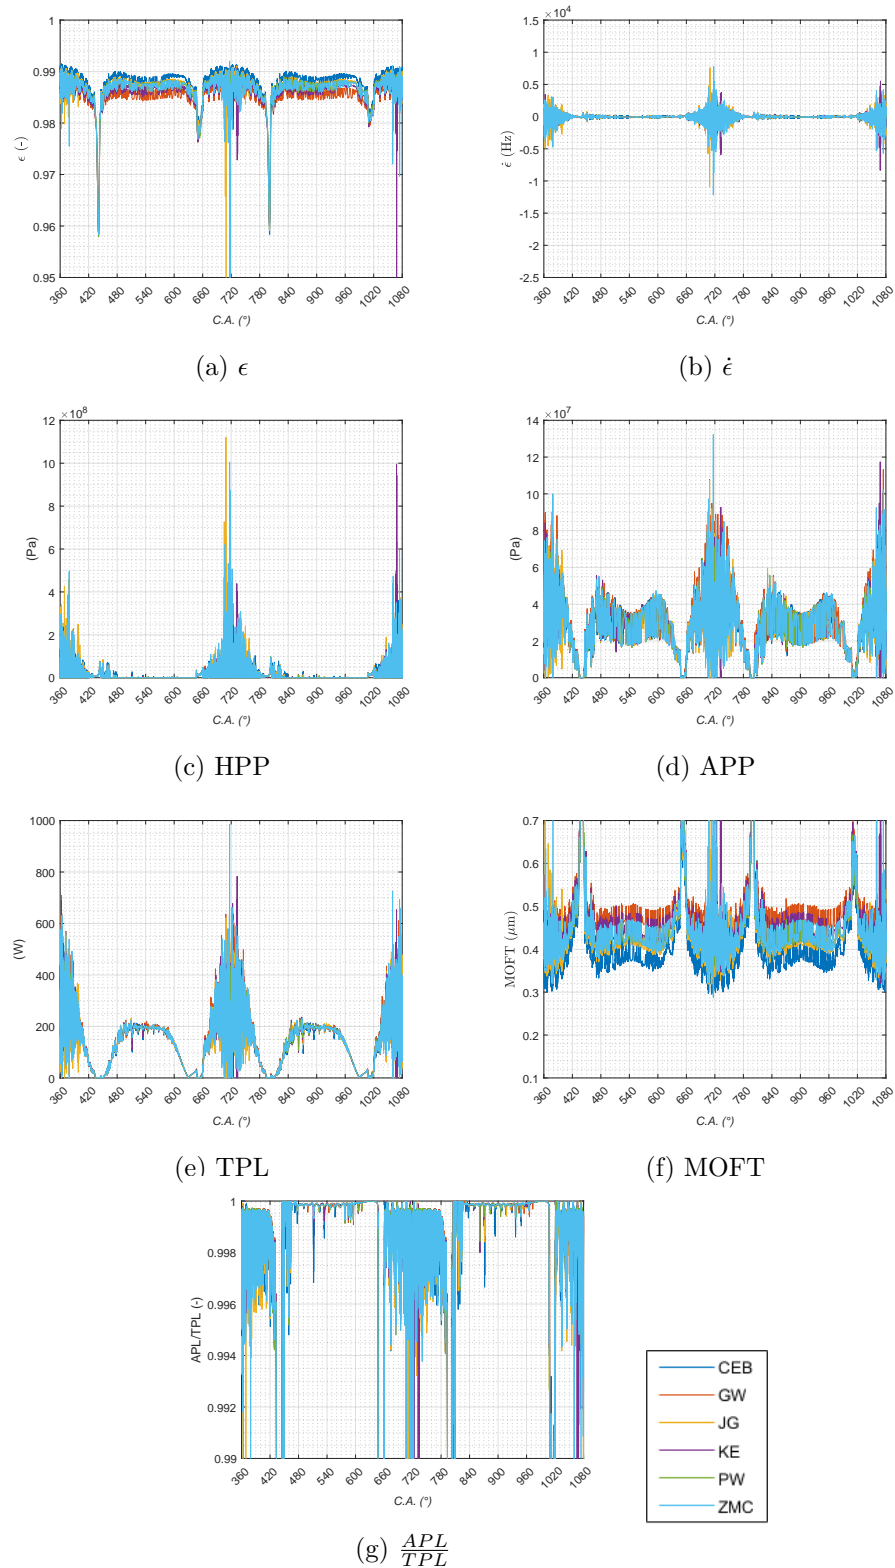 1
0.99
0.98
0.97
0.96
0.95
ϵ (-)
360 420 480 540 600 660 720 780 840 900 960 1020 1080
C.A. (°)
(a) ϵ
×10⁴
1.5
1
0.5
0
-0.5
-1
-1.5
-2
-2.5
ϵ̇ (Hz)
360 420 480 540 600 660 720 780 840 900 960 1020 1080
C.A. (°)
(b) ϵ̇
×10⁸
12
10
8
6
4
2
0
(Pa)
360 420 480 540 600 660 720 780 840 900 960 1020 1080
C.A. (°)
(c) HPP
×10⁷
14
12
10
8
6
4
2
0
(Pa)
360 420 480 540 600 660 720 780 840 900 960 1020 1080
C.A. (°)
(d) APP
1000
800
600
400
200
0
(W)
360 420 480 540 600 660 720 780 840 900 960 1020 1080
C.A. (°)
(e) TPL
0.7
0.6
0.5
0.4
0.3
0.2
0.1
MOFT (μm)
360 420 480 540 600 660 720 780 840 900 960 1020 1080
C.A. (°)
(f) MOFT
1
0.998
0.996
0.994
0.992
0.99
APL/TPL (-)
360 420 480 540 600 660 720 780 840 900 960 1020 1080
C.A. (°)
(g) APL/TPL
CEB
GW
JG
KE
PW
ZMC